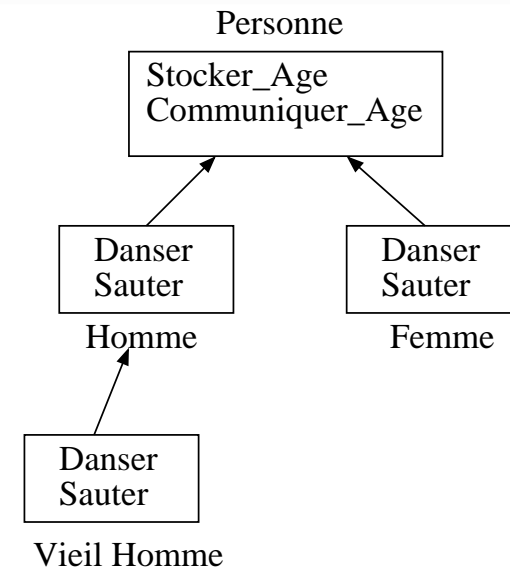 Personne
Stocker_Age
Communiquer_Age
Danser
Sauter
Homme
Danser
Sauter
Femme
Danser
Sauter
Vieil Homme